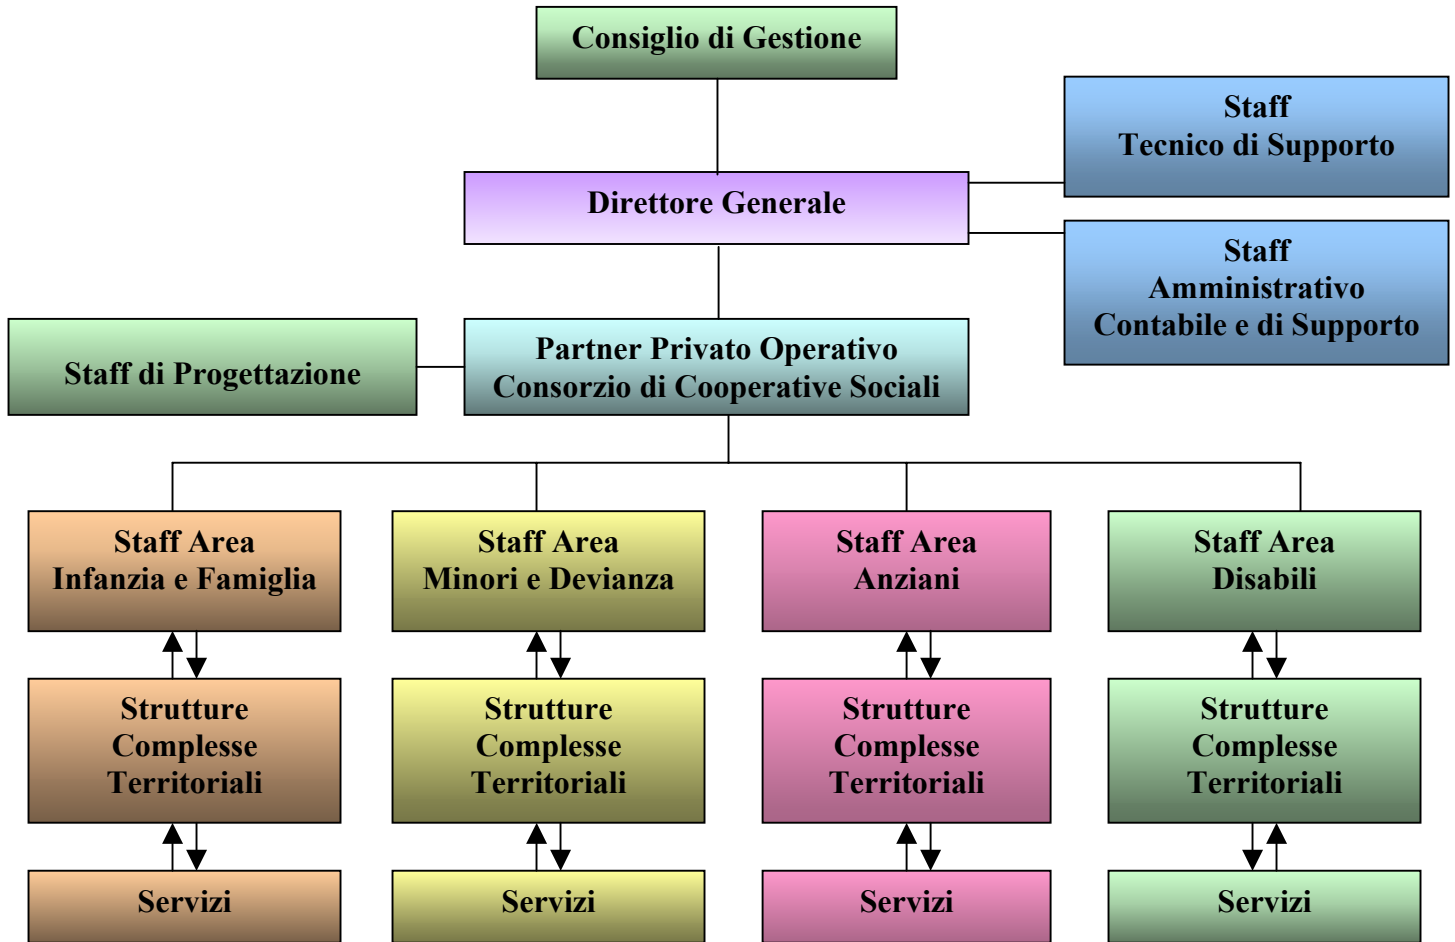 Consiglio di Gestione
Staff
Tecnico di Supporto
Direttore Generale
Staff
Amministrativo
Contabile e di Supporto
Staff di Progettazione
Partner Privato Operativo
Consorzio di Cooperative Sociali
Staff Area
Infanzia e Famiglia
Staff Area
Minori e Devianza
Staff Area
Anziani
Staff Area
Disabili
Strutture
Complesse
Territoriali
Strutture
Complesse
Territoriali
Strutture
Complesse
Territoriali
Strutture
Complesse
Territoriali
Servizi
Servizi
Servizi
Servizi